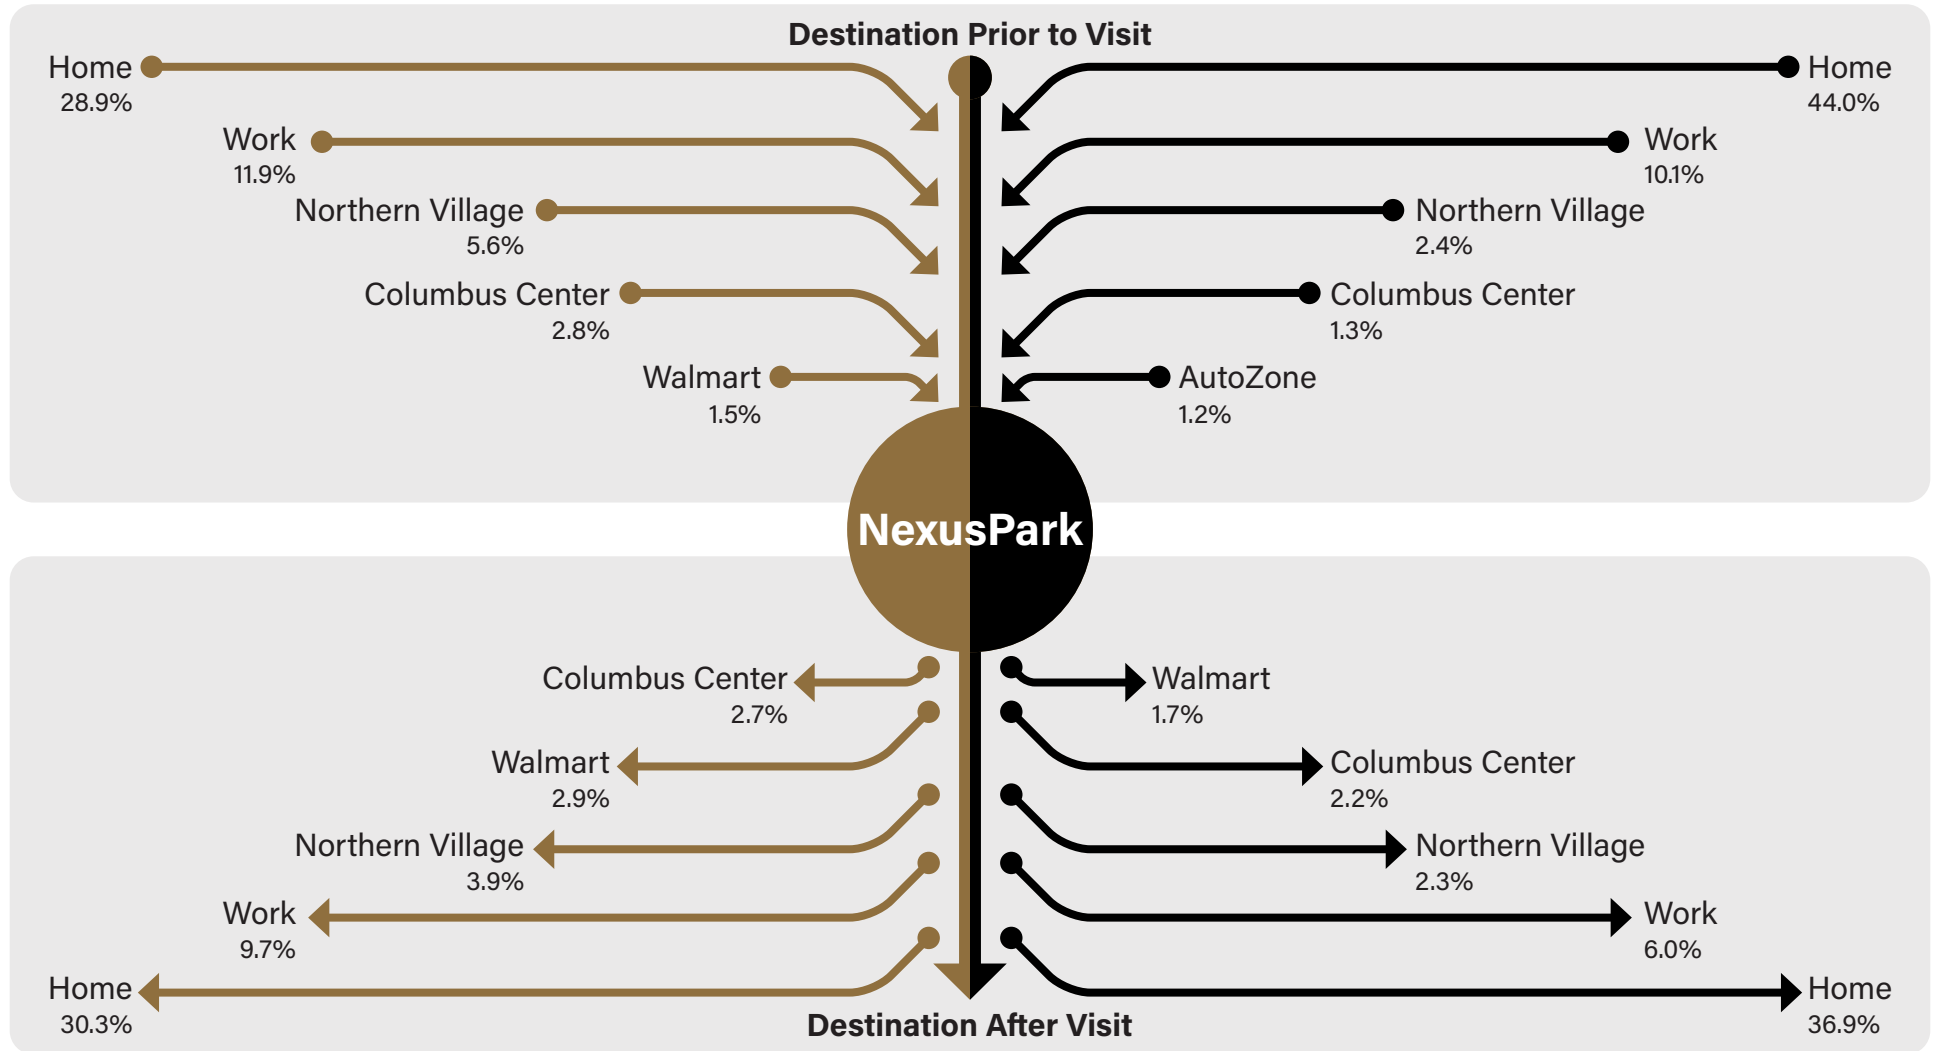 Destination Prior to Visit
Home
28.9%
Home
44.0%
Work
11.9%
Work
10.1%
Northern Village
5.6%
Northern Village
2.4%
Columbus Center
2.8%
Columbus Center
1.3%
Walmart
1.5%
AutoZone
1.2%
NexusPark
Columbus Center
2.7%
Walmart
1.7%
Walmart
2.9%
Columbus Center
2.2%
Northern Village
3.9%
Northern Village
2.3%
Work
9.7%
Work
6.0%
Home
30.3%
Home
36.9%
Destination After Visit